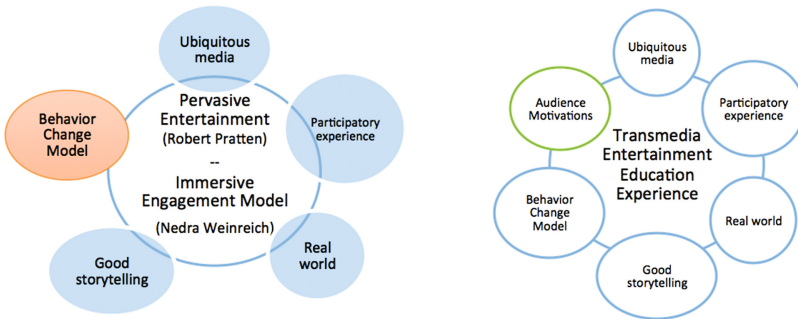 Ubiquitous
media
Behavior
Change
Model
Pervasive
Entertainment
(Robert Pratten)
--
Immersive
Engagement Model
(Nedra Weinreich)
Participatory
experience
Good
storytelling
Real
world
Ubiquitous
media
Audience
Motivations
Participatory
experience
Transmedia
Entertainment
Education
Experience
Behavior
Change
Model
Real world
Good
storytelling